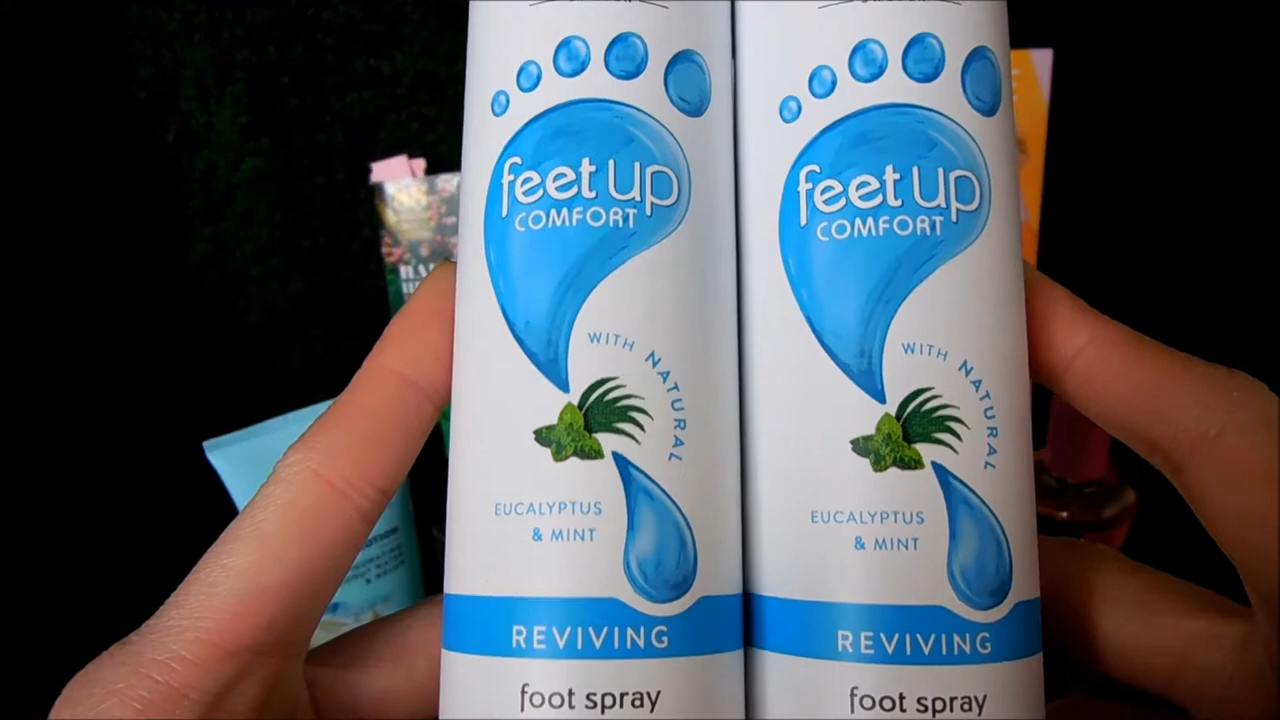 feet up
COMFORT
WITH NATURAL
EUCALYPTUS
& MINT
REVIVING
foot spray
feet up
COMFORT
WITH NATURAL
EUCALYPTUS
& MINT
REVIVING
foot spray